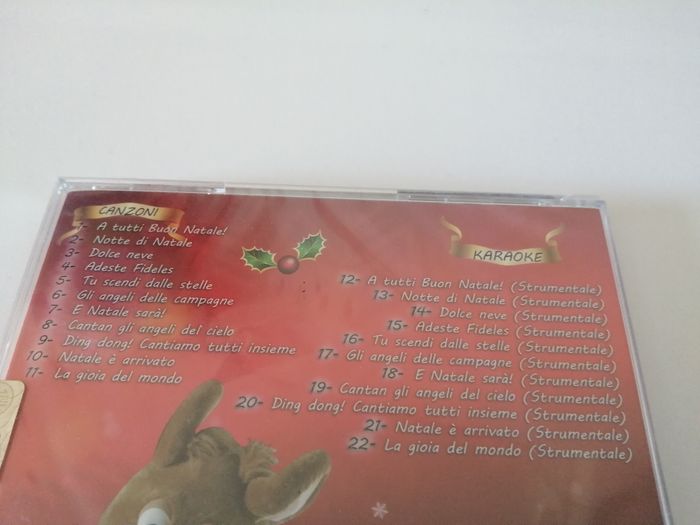 CANZONI
1- A tutti Buon Natale!
2- Notte di Natale
3- Dolce neve
4- Adeste Fideles
5- Tu scendi dalle stelle
6- Gli angeli delle campagne
7- E Natale sarà!
8- Cantan gli angeli del cielo
9- Ding dong! Cantiamo tutti insieme
10- Natale è arrivato
11- La gioia del mondo
KARAOKE
12- A tutti Buon Natale! (Strumentale)
13- Notte di Natale (Strumentale)
14- Dolce neve (Strumentale)
15- Adeste Fideles (Strumentale)
16- Tu scendi dalle stelle (Strumentale)
17- Gli angeli delle campagne (Strumentale)
18- E Natale sarà! (Strumentale)
19- Cantan gli angeli del cielo (Strumentale)
20- Ding dong! Cantiamo tutti insieme (Strumentale)
21- Natale è arrivato (Strumentale)
22- La gioia del mondo (Strumentale)